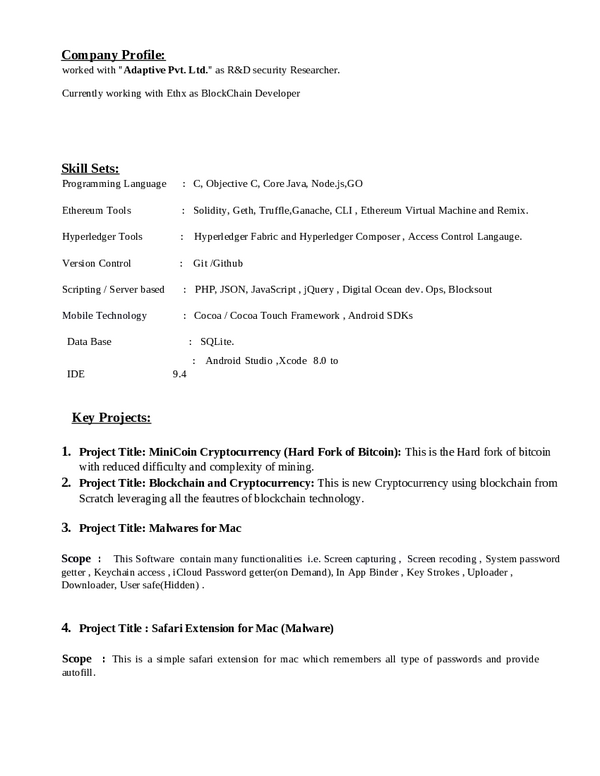 Company Profile:
worked with "Adaptive Pvt. Ltd." as R&D security Researcher.
Currently working with Ethx as BlockChain Developer
Skill Sets:
Programming Language : C, Objective C, Core Java, Node.js,GO
Ethereum Tools : Solidity, Geth, Truffle,Ganache, CLI , Ethereum Virtual Machine and Remix.
Hyperledger Tools : Hyperledger Fabric and Hyperledger Composer , Access Control Langauge.
Version Control : Git /Github
Scripting / Server based : PHP, JSON, JavaScript , jQuery , Digital Ocean dev. Ops, Blocksout
Mobile Technology : Cocoa / Cocoa Touch Framework , Android SDKs
Data Base : SQLite.
: Android Studio ,Xcode 8.0 to
IDE 9.4
Key Projects:
1. Project Title: MiniCoin Cryptocurrency (Hard Fork of Bitcoin): This is the Hard fork of bitcoin
with reduced difficulty and complexity of mining.
2. Project Title: Blockchain and Cryptocurrency: This is new Cryptocurrency using blockchain from
Scratch leveraging all the feautres of blockchain technology.
3. Project Title: Malwares for Mac
Scope : This Software contain many functionalities i.e. Screen capturing , Screen recoding , System password
getter , Keychain access , iCloud Password getter(on Demand), In App Binder , Key Strokes , Uploader ,
Downloader, User safe(Hidden) .
4. Project Title : Safari Extension for Mac (Malware)
Scope : This is a simple safari extension for mac which remembers all type of passwords and provide
autofill.